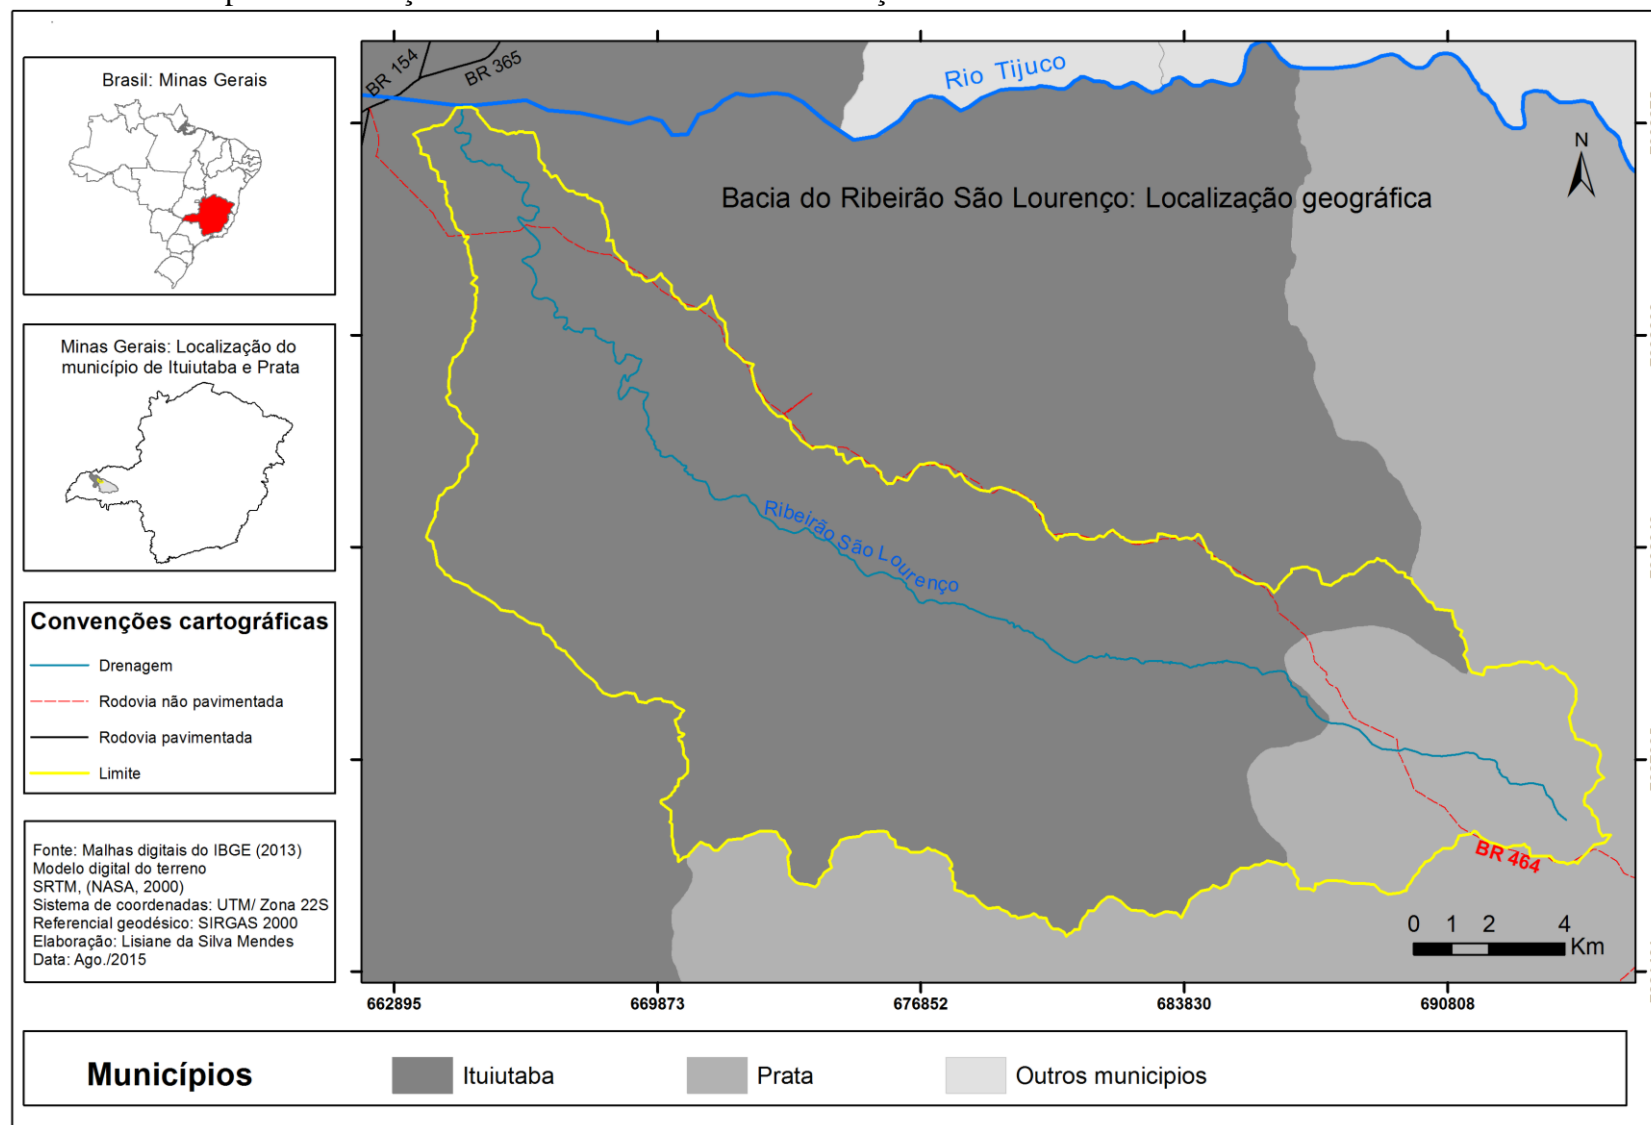 Brasil: Minas Gerais
Minas Gerais: Localização do
município de Ituiutaba e Prata
Convenções cartográficas
Drenagem
Rodovia não pavimentada
Rodovia pavimentada
Limite
Fonte: Malhas digitais do IBGE (2013)
Modelo digital do terreno
SRTM, (NASA, 2000)
Sistema de coordenadas: UTM/ Zona 22S
Referencial geodésico: SIRGAS 2000
Elaboração: Lisiane da Silva Mendes
Data: Ago./2015
BR 154
BR 365
Rio Tijuco
N
Bacia do Ribeirão São Lourenço: Localização geográfica
Ribeirão São Lourenço
BR 464
0 1 2 4
Km
662895 669873 676852 683830 690808
Municípios
Ituiutaba
Prata
Outros municipios